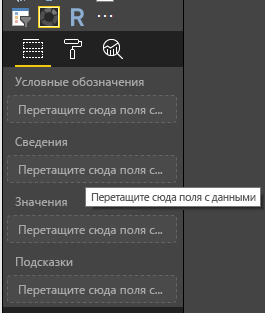 R ...
Условные обозначения
Перетащите сюда поля с...
Сведения
Перетащите сюда поля с...
Значения
Перетащите сюда поля с данными
Перетащите сюда поля с...
Подсказки
Перетащите сюда поля с...